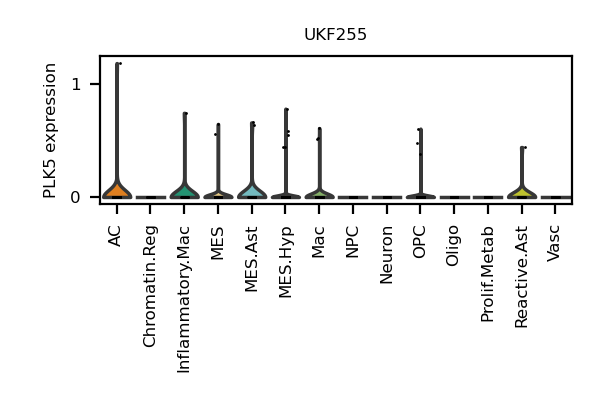 UKF255
PLK5 expression
1
0
AC
Chromatin.Reg
Inflammatory.Mac
MES
MES.Ast
MES.Hyp
Mac
NPC
Neuron
OPC
Oligo
Prolif.Metab
Reactive.Ast
Vasc